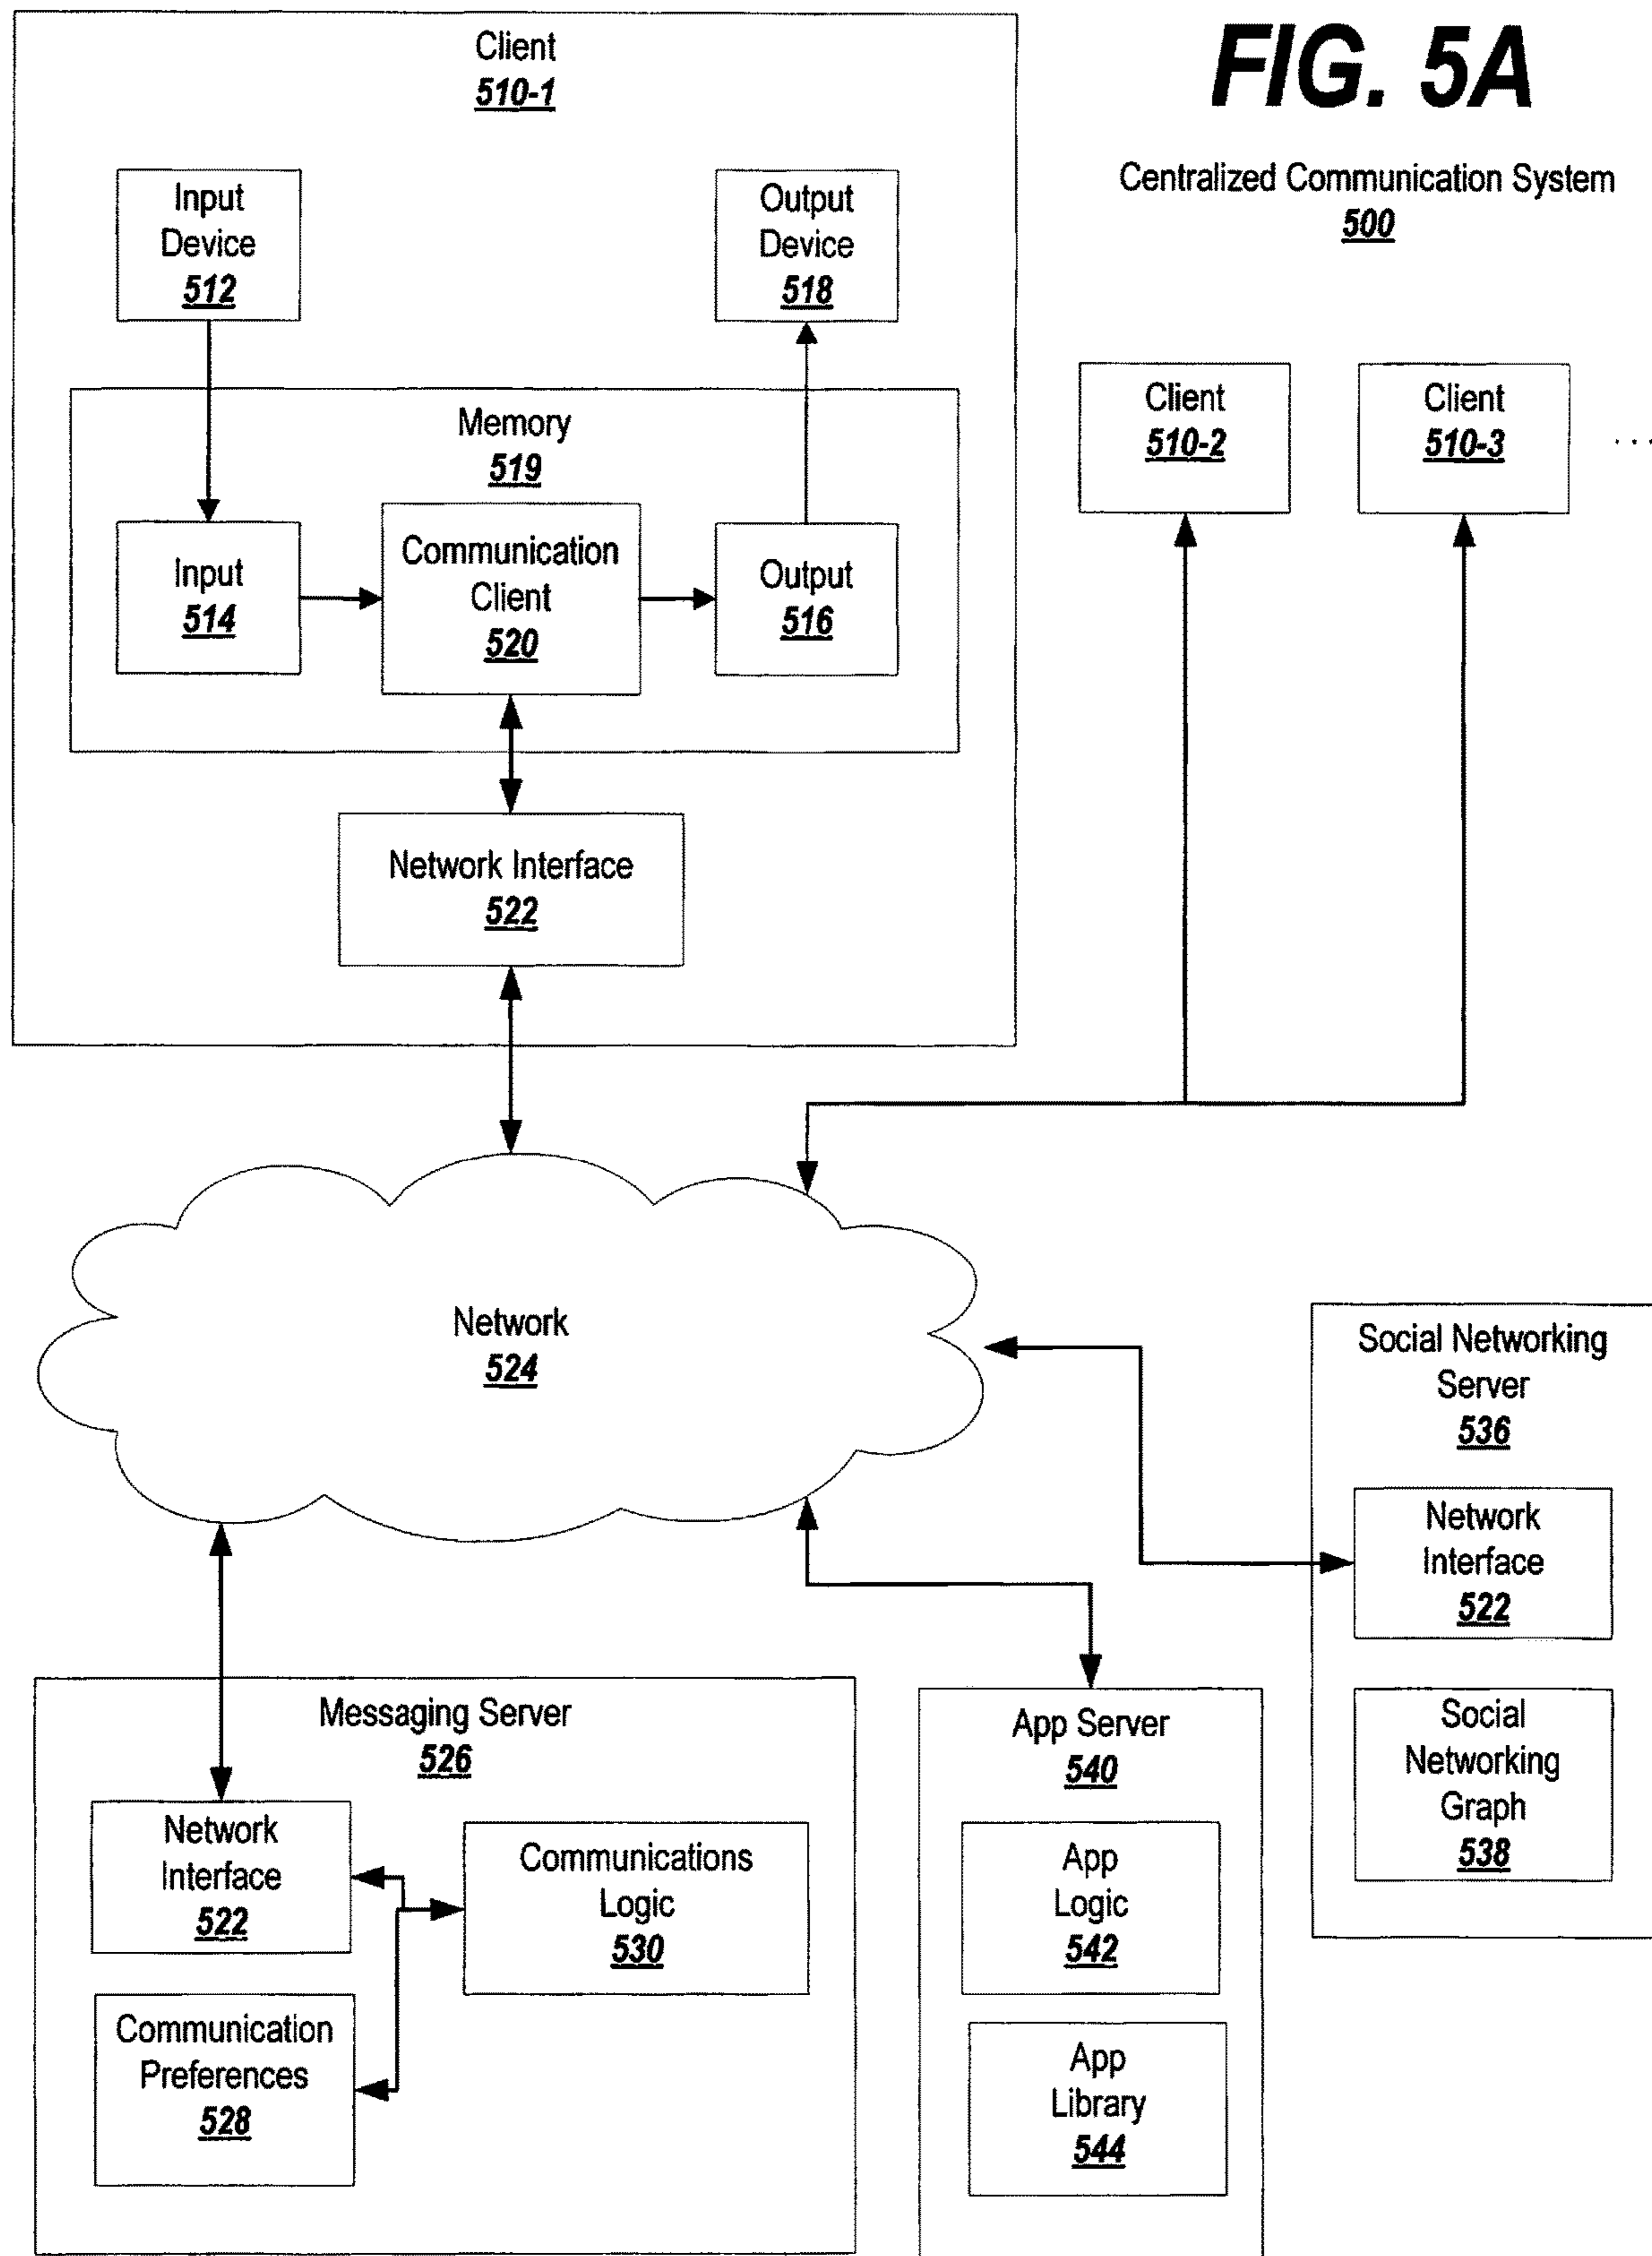 FIG. 5A
Centralized Communication System
500
Client
510-1
Input
Device
512
Output
Device
518
Memory
519
Input
514
Communication
Client
520
Output
516
Network Interface
522
Client
510-2
Client
510-3
...
Network
524
Social Networking
Server
536
Network
Interface
522
Social
Networking
Graph
538
Messaging Server
526
Network
Interface
522
Communications
Logic
530
Communication
Preferences
528
App Server
540
App
Logic
542
App
Library
544